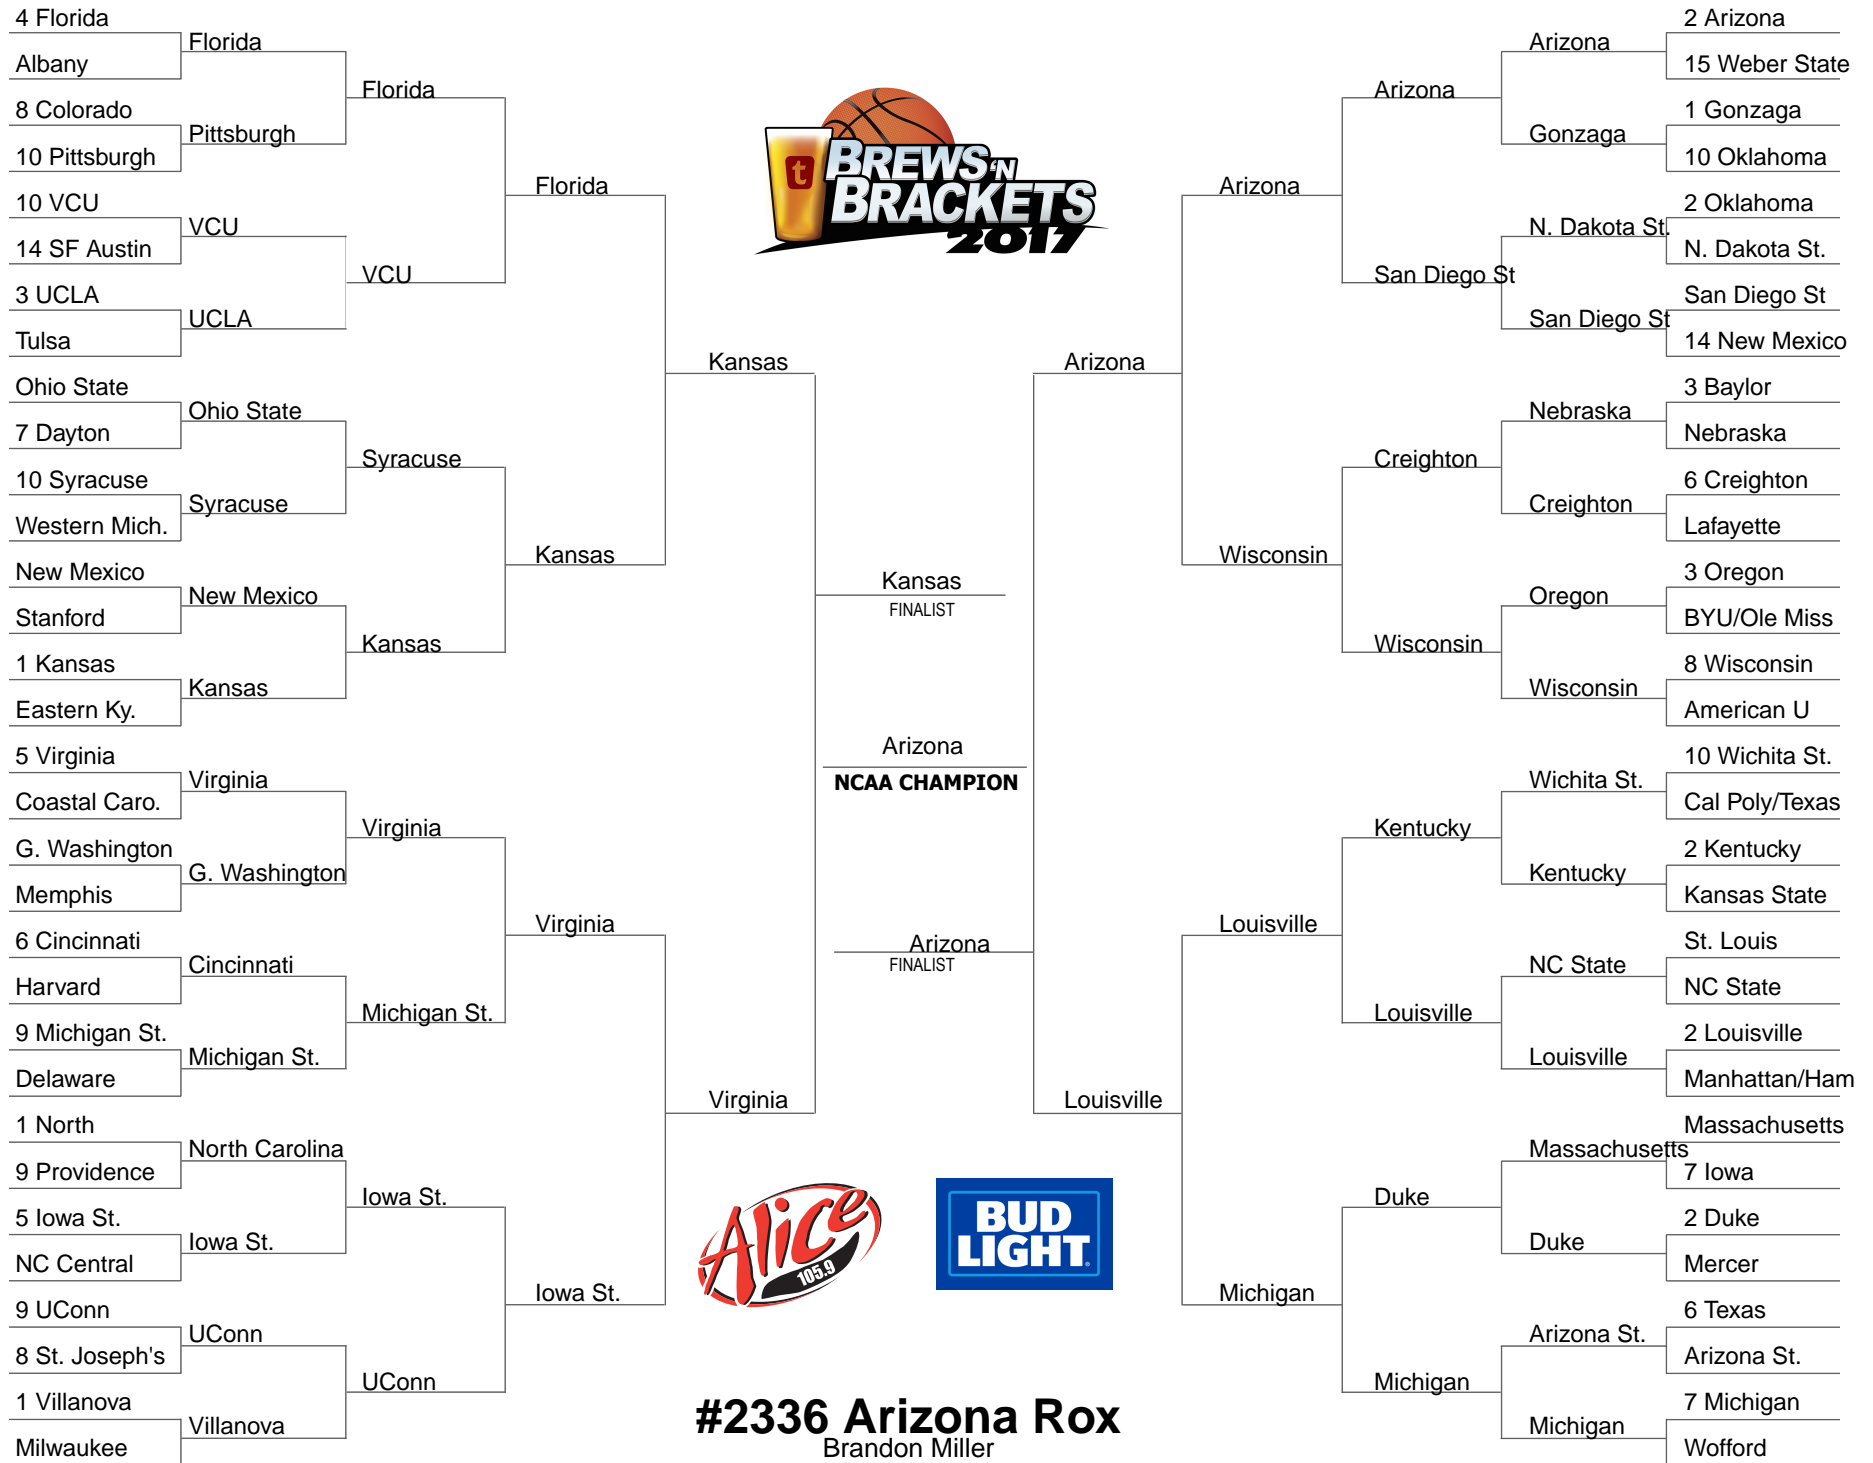 4 Florida
Albany
8 Colorado
10 Pittsburgh
10 VCU
14 SF Austin
3 UCLA
Tulsa
Ohio State
7 Dayton
10 Syracuse
Western Mich.
New Mexico
Stanford
1 Kansas
Eastern Ky.
5 Virginia
Coastal Caro.
G. Washington
Memphis
6 Cincinnati
Harvard
9 Michigan St.
Delaware
1 North
9 Providence
5 Iowa St.
NC Central
9 UConn
8 St. Joseph's
1 Villanova
Milwaukee
Florida
Pittsburgh
VCU
UCLA
Ohio State
Syracuse
New Mexico
Kansas
Virginia
G. Washington
Cincinnati
Michigan St.
North Carolina
Iowa St.
UConn
Villanova
Florida
VCU
Syracuse
Kansas
Virginia
Michigan St.
Iowa St.
UConn
Florida
Kansas
Virginia
Iowa St.
Kansas
Virginia
t
BREWS 'N
BRACKETS
2017
Kansas
FINALIST
Arizona
NCAA CHAMPION
Arizona
FINALIST
Alice
105.9
BUD
LIGHT
#2336 Arizona Rox
Brandon Miller
Arizona
Louisville
Arizona
Wisconsin
Louisville
Michigan
Arizona
San Diego St
Creighton
Wisconsin
Kentucky
Louisville
Duke
Michigan
Arizona
Gonzaga
N. Dakota St.
San Diego St
Nebraska
Creighton
Oregon
Wisconsin
Wichita St.
Kentucky
NC State
Louisville
Massachusetts
Duke
Arizona St.
Michigan
2 Arizona
15 Weber State
1 Gonzaga
10 Oklahoma
2 Oklahoma
N. Dakota St.
San Diego St
14 New Mexico
3 Baylor
Nebraska
6 Creighton
Lafayette
3 Oregon
BYU/Ole Miss
8 Wisconsin
American U
10 Wichita St.
Cal Poly/Texas
2 Kentucky
Kansas State
St. Louis
NC State
2 Louisville
Manhattan/Ham
Massachusetts
7 Iowa
2 Duke
Mercer
6 Texas
Arizona St.
7 Michigan
Wofford